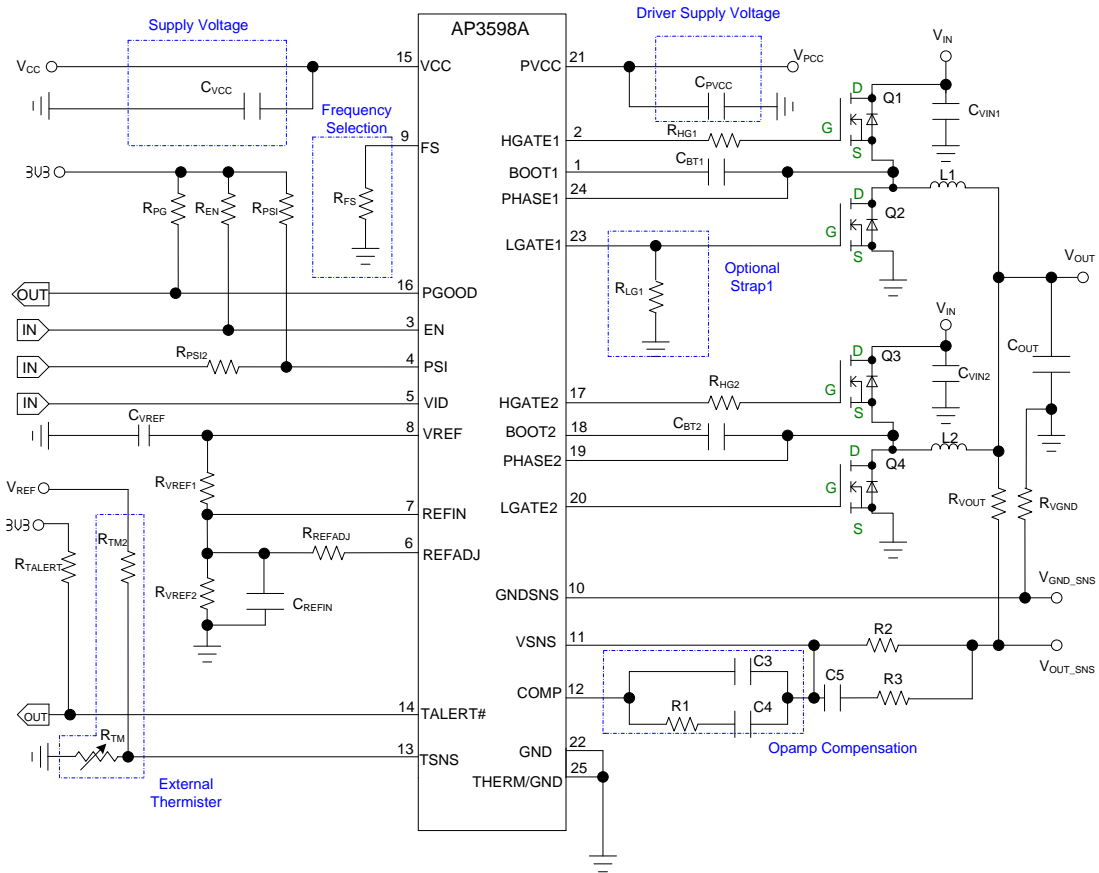 Supply Voltage
Driver Supply Voltage
AP3598A
VCC
CVCC
15
VCC
PVCC
21
VPCC
CPVCC
VIN
D
Q1
G
S
CVIN1
Frequency
Selection
9
FS
RFS
HGATE1
2
RHG1
BOOT1
1
CBT1
PHASE1
24
L1
3V3
RPG
REN
RPSI
LGATE1
23
D
Q2
G
S
Optional
Strap1
RLG1
VOUT
OUT
16
PGOOD
IN
3
EN
IN
RPSI2
4
PSI
IN
5
VID
VIN
COUT
D
Q3
G
S
CVIN2
HGATE2
17
RHG2
CVREF
8
VREF
BOOT2
18
CBT2
PHASE2
19
L2
D
Q4
G
S
LGATE2
20
RVOUT
RVGND
VREF
RVREF1
7
REFIN
3V3
RTALERT
RTM2
RREFADJ
6
REFADJ
RVREF2
CREFIN
GNDSNS
10
VGND_SNS
VSNS
11
R2
VOUT_SNS
COMP
12
C3
R1
C4
C5
R3
Opamp Compensation
OUT
14
TALERT#
RTM
13
TSNS
GND
22
THERM/GND
25
External
Thermister